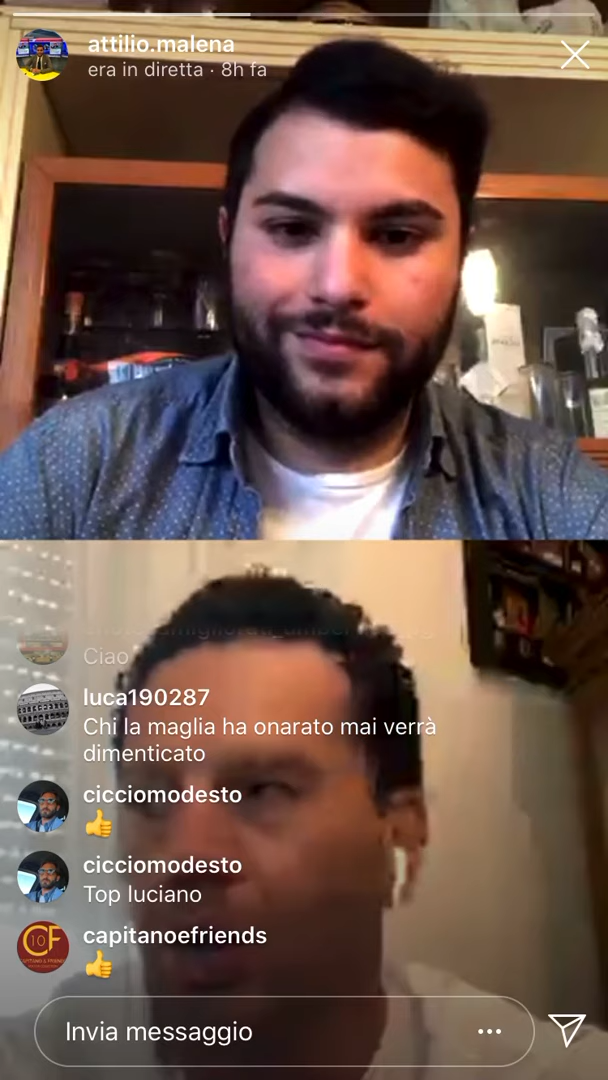 attilio.malena
era in diretta · 8h fa
Ciao
luca190287
Chi la maglia ha onarato mai verrà
dimenticato
cicciomodesto
👍
cicciomodesto
Top luciano
capitanoefriends
👍
Invia messaggio